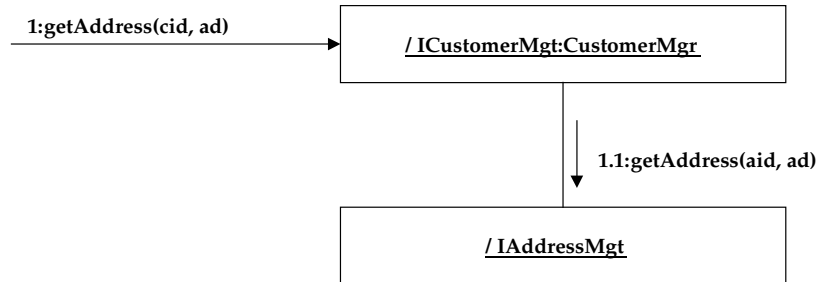 1:getAddress(cid, ad)
/ ICustomerMgt:CustomerMgr
1.1:getAddress(aid, ad)
/ IAddressMgt